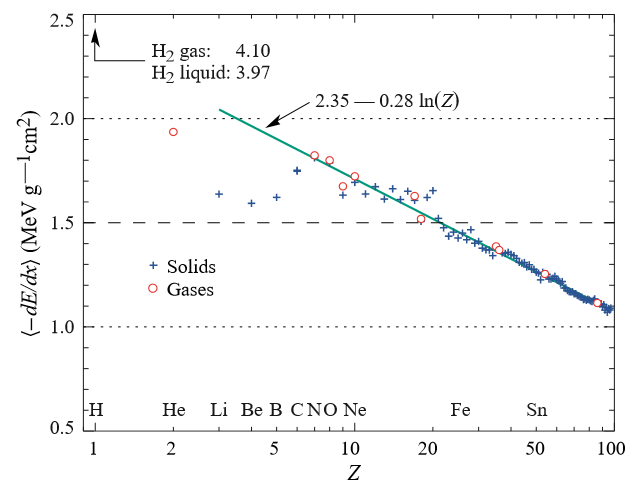 2.5
H2 gas: 4.10
H2 liquid: 3.97
2.35 — 0.28 ln(Z)
2.0
⟨–dE/dx⟩ (MeV g—1cm2)
1.5
Solids
Gases
1.0
H He Li Be B C N O Ne Fe Sn
0.5
1 2 5 10 20 50 100
Z